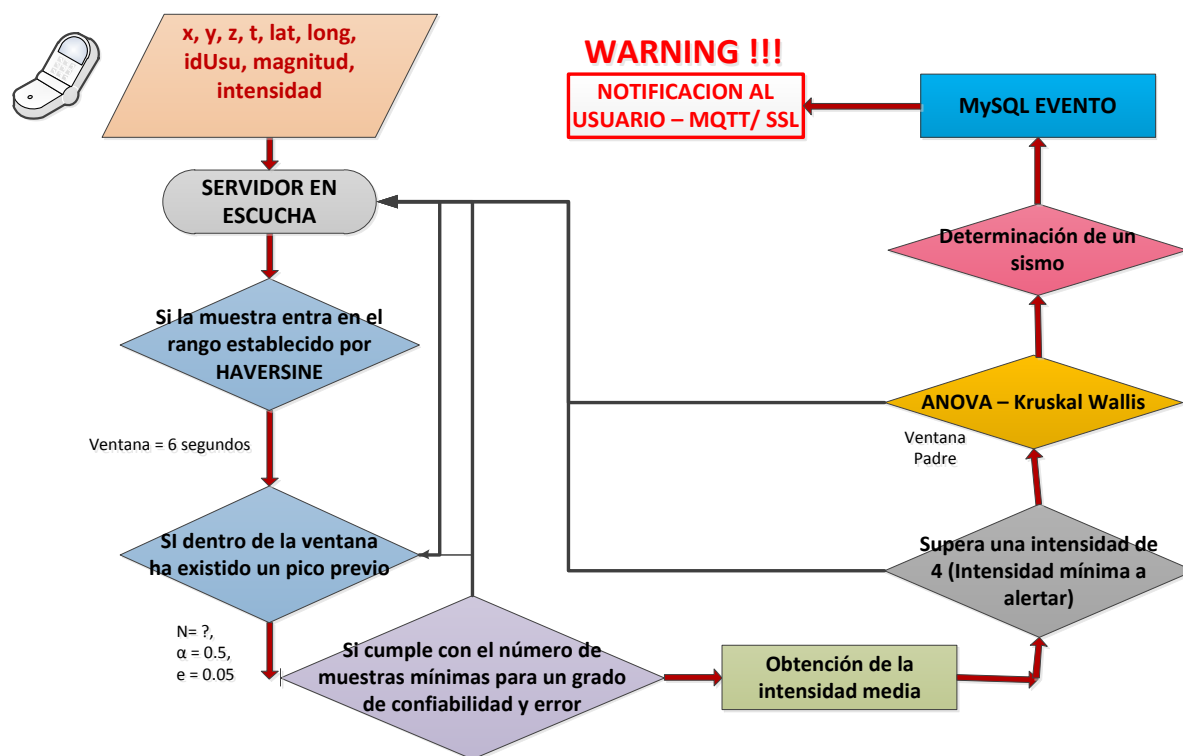 x, y, z, t, lat, long,
idUsu, magnitud,
intensidad
SERVIDOR EN
ESCUCHA
Si la muestra entra en el
rango establecido por
HAVERSINE
Ventana = 6 segundos
SI dentro de la ventana
ha existido un pico previo
N= ?,
α = 0.5,
e = 0.05
Si cumple con el número de
muestras mínimas para un grado
de confiabilidad y error
Obtención de la
intensidad media
Supera una intensidad de
4 (Intensidad mínima a
alertar)
ANOVA – Kruskal Wallis
Ventana
Padre
Determinación de un
sismo
MySQL EVENTO
WARNING !!!
NOTIFICACION AL
USUARIO – MQTT/ SSL